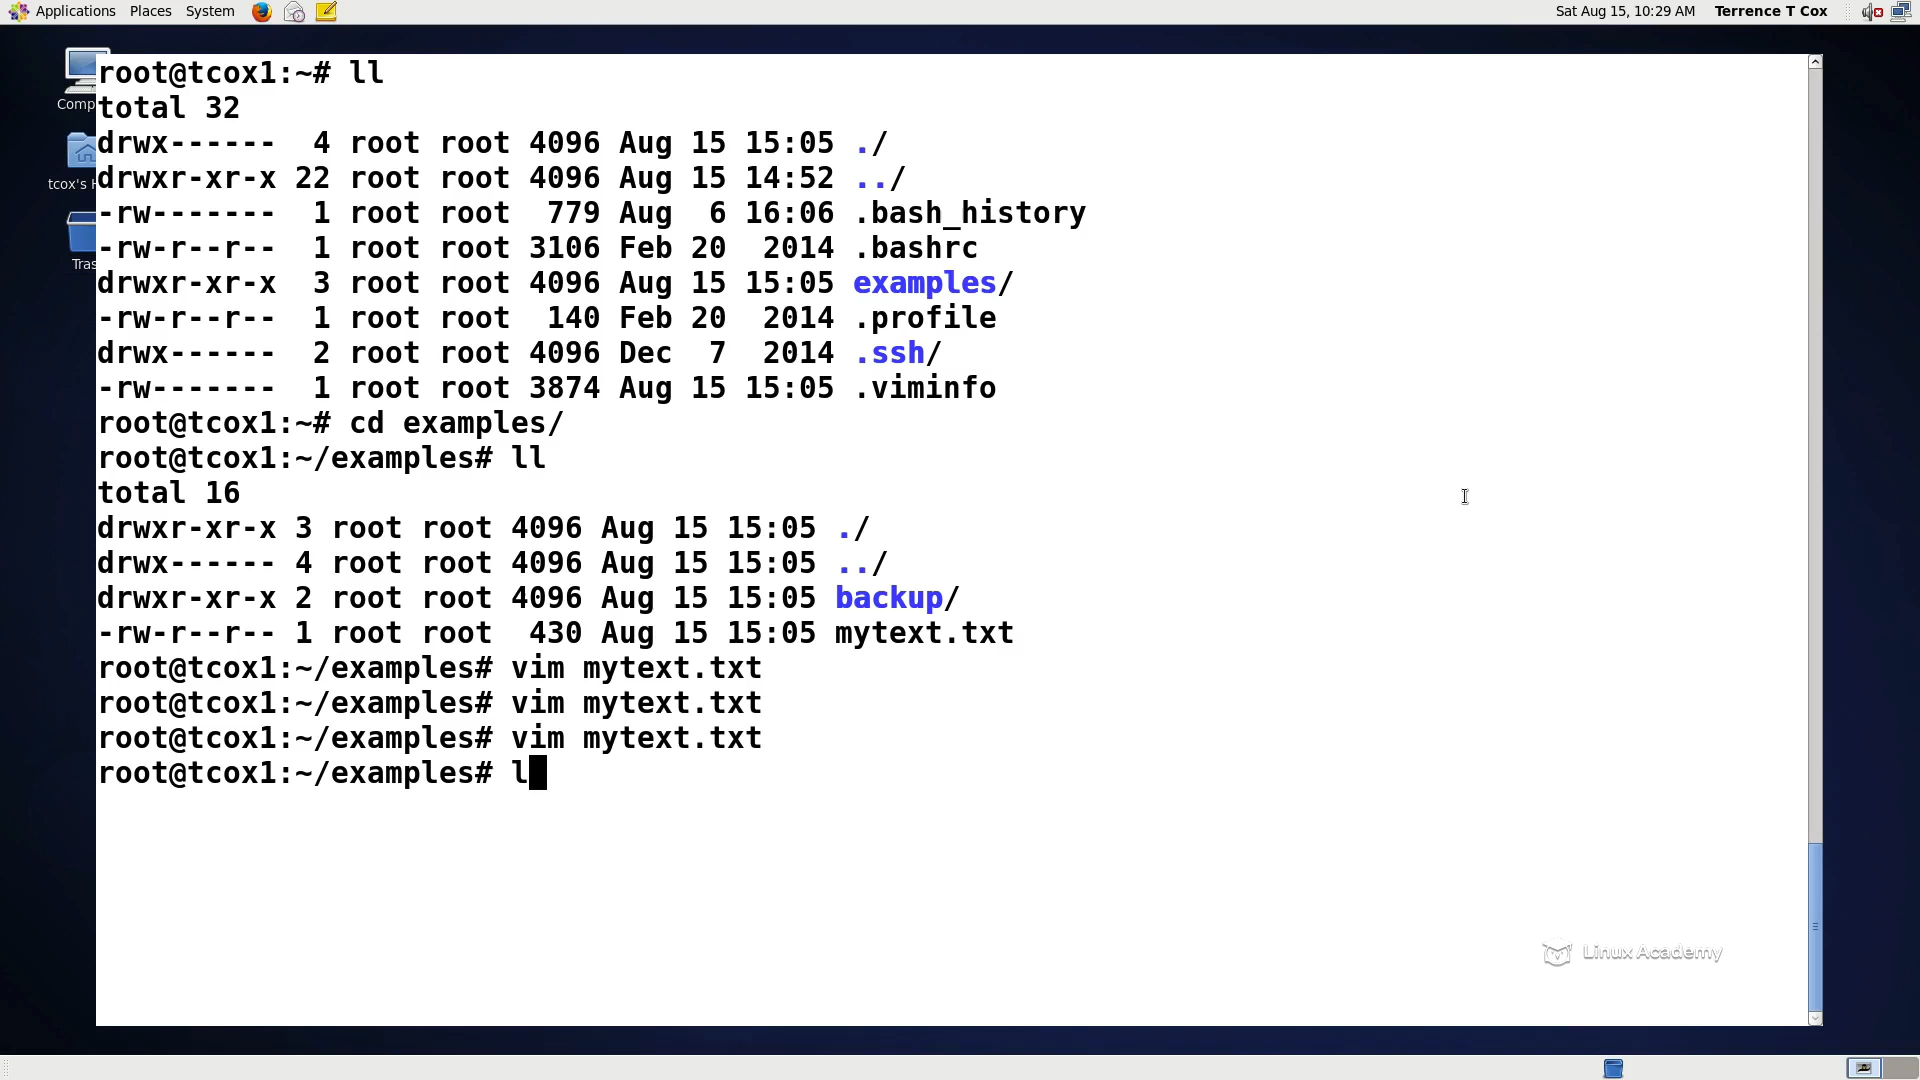 Applications Places System Sat Aug 15, 10:29 AM Terrence T Cox
Comp
tcox's H
Tras
root@tcox1:~# ll
total 32
drwx------  4 root root 4096 Aug 15 15:05 ./
drwxr-xr-x 22 root root 4096 Aug 15 14:52 ../
-rw-------  1 root root  779 Aug  6 16:06 .bash_history
-rw-r--r--  1 root root 3106 Feb 20  2014 .bashrc
drwxr-xr-x  3 root root 4096 Aug 15 15:05 examples/
-rw-r--r--  1 root root  140 Feb 20  2014 .profile
drwx------  2 root root 4096 Dec  7  2014 .ssh/
-rw-------  1 root root 3874 Aug 15 15:05 .viminfo
root@tcox1:~# cd examples/
root@tcox1:~/examples# ll
total 16
drwxr-xr-x 3 root root 4096 Aug 15 15:05 ./
drwx------ 4 root root 4096 Aug 15 15:05 ../
drwxr-xr-x 2 root root 4096 Aug 15 15:05 backup/
-rw-r--r-- 1 root root  430 Aug 15 15:05 mytext.txt
root@tcox1:~/examples# vim mytext.txt
root@tcox1:~/examples# vim mytext.txt
root@tcox1:~/examples# vim mytext.txt
root@tcox1:~/examples# l
Linux Academy